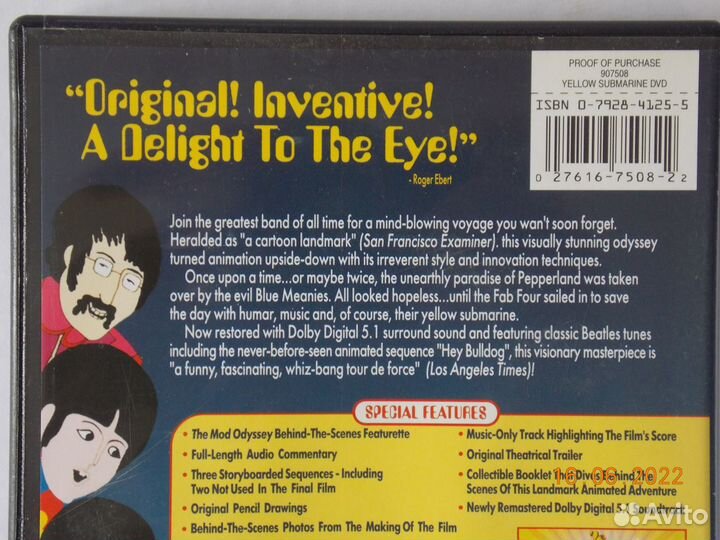 "Original! Inventive!
A Delight To The Eye!"
- Roger Ebert
PROOF OF PURCHASE
907508
YELLOW SUBMARINE DVD
ISBN 0-7928-4125-5
0 27616-7508-2 2
Join the greatest band of all time for a mind-blowing voyage you wan't soon forget.
Heralded as "a cartoon landmark" (San Francisco Examiner). this visually stunning odyssey
turned animation upside-down with its irreverent style and innovation techniques.
Once upon a time...or maybe twice, the unearthly paradise of Pepperland was taken
over by the evil Blue Meanies. All looked hopeless...until the Fab Four sailed in to save
the day with humar, music and, of course, their yellow submarine.
Now restored with Dolby Digital 5.1 surround sound and featuring classic Beatles tunes
including the never-before-seen animated sequence "Hey Bulldog", this visionary masterpiece is
"a funny, fascinating, whiz-bang tour de force" (Los Angeles Times)!
SPECIAL FEATURES
• The Mod Odyssey Behind-The-Scenes Featurette
• Full-Length Audio Commentary
• Three Storyboarded Sequences - Including
Two Not Used In The Final Film
• Original Pencil Drawings
• Behind-The-Scenes Photos From The Making Of The Film
• Music-Only Track Highlighting The Film's Score
• Original Theatrical Trailer
• Collectible Booklet that Dives Behind The
Scenes Of This Landmark Animated Adventure
• Newly Remastered Dolby Digital 5.1 Soundtrack
16.06.2022
Avito